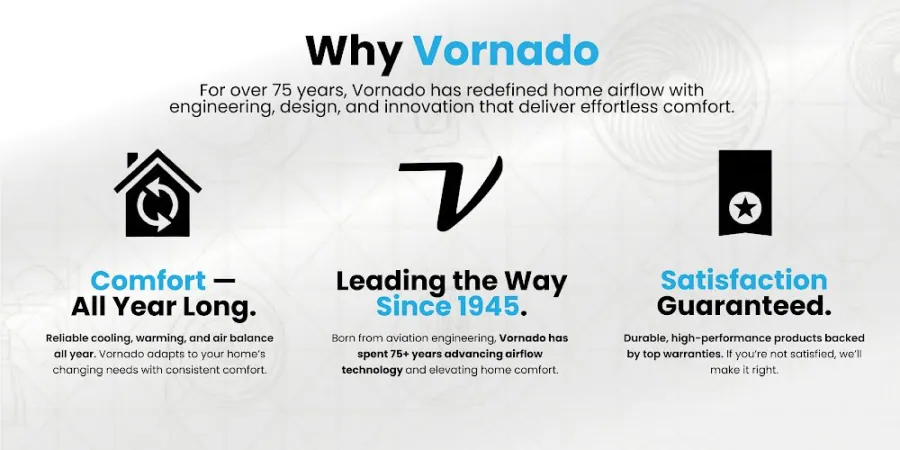 Why Vornado
For over 75 years, Vornado has redefined home airflow with
engineering, design, and innovation that deliver effortless comfort.
Comfort —
All Year Long.
Reliable cooling, warming, and air balance
all year. Vornado adapts to your home's
changing needs with consistent comfort.
Leading the Way
Since 1945.
Born from aviation engineering, Vornado has
spent 75+ years advancing airflow
technology and elevating home comfort.
Satisfaction
Guaranteed.
Durable, high-performance products backed
by top warranties. If you're not satisfied, we'll
make it right.